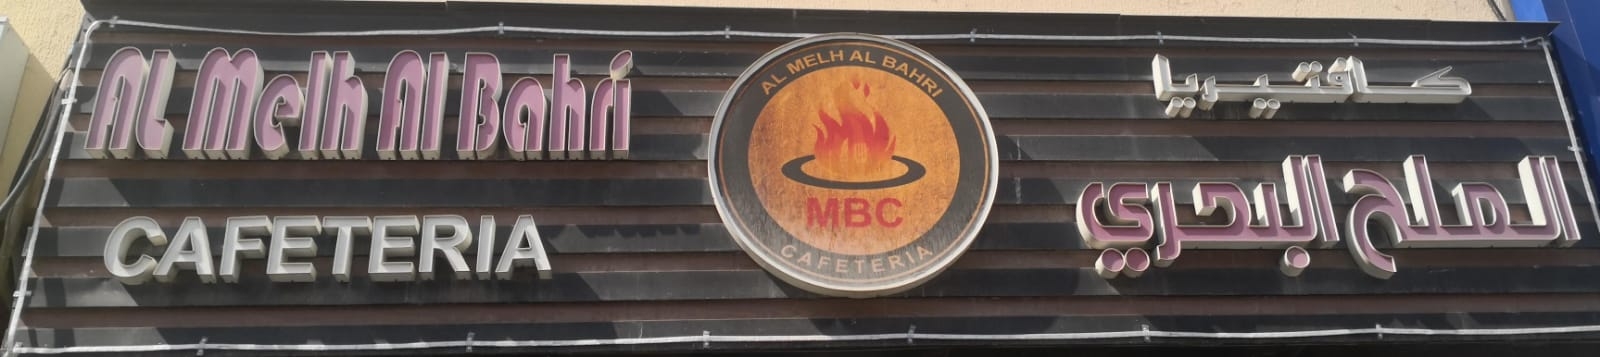 AL Melh Al Bahri
CAFETERIA
AL MELH AL BAHRI
MBC
CAFETERIA
كافتيريا
الملح البحري